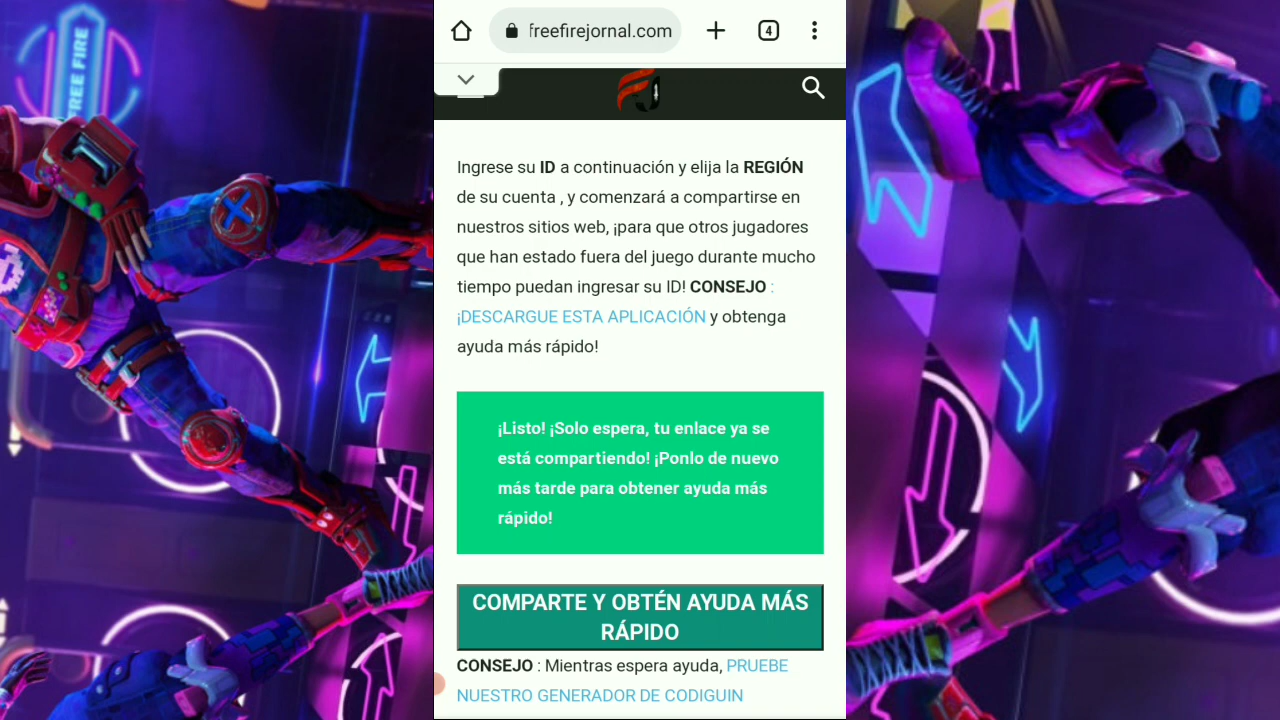 FREE FIRE
freefirejornal.com
4
Ingrese su ID a continuación y elija la REGIÓN
de su cuenta , y comenzará a compartirse en
nuestros sitios web, ¡para que otros jugadores
que han estado fuera del juego durante mucho
tiempo puedan ingresar su ID! CONSEJO :
¡DESCARGUE ESTA APLICACIÓN y obtenga
ayuda más rápido!
¡Listo! ¡Solo espera, tu enlace ya se
está compartiendo! ¡Ponlo de nuevo
más tarde para obtener ayuda más
rápido!
COMPARTE Y OBTÉN AYUDA MÁS
RÁPIDO
CONSEJO : Mientras espera ayuda, PRUEBE
NUESTRO GENERADOR DE CODIGUIN